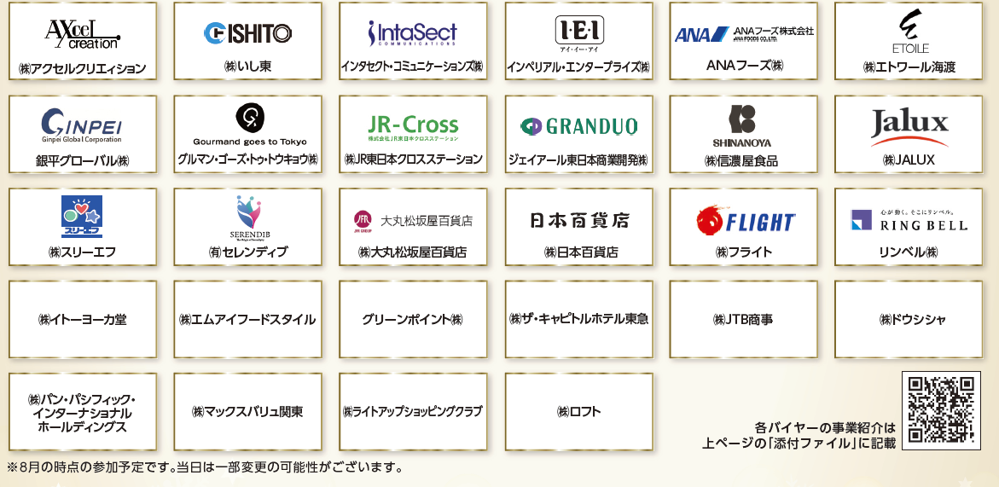 AXceL creation
㈱アクセルクリエィション
ISHITO
㈱いし東
IntaSect
COMMUNICATIONS
インタセクト・コミュニケーションズ㈱
I・E・I
アイ・イー・アイ
インペリアル・エンタープライズ㈱
ANA ANAフーズ株式会社
ANA FOODS CO.,LTD.
ANAフーズ㈱
ETOILE
㈱エトワール海渡
GINPEI
Ginpei Global Corporation
銀平グローバル㈱
Gourmand goes to Tokyo
グルマン・ゴーズ・トゥ・トウキョウ㈱
JR-Cross
株式会社JR東日本クロスステーション
㈱JR東日本クロスステーション
GRANDUO
ジェイアール東日本商業開発㈱
SHINANOYA
㈱信濃屋食品
Jalux
㈱JALUX
スリーエフ
㈱スリーエフ
SERENDIB
The Origin of Serendipity
㈲セレンディブ
JFR
JFR GROUP
大丸松坂屋百貨店
㈱大丸松坂屋百貨店
日本百貨店
㈱日本百貨店
FLIGHT
㈱フライト
心が動く。そこにリンベル。
RING BELL
リンベル㈱
㈱イトーヨーカ堂
㈱エムアイフードスタイル
グリーンポイント㈱
㈱ザ・キャピトルホテル東急
㈱JTB商事
㈱ドウシシャ
㈱パン・パシフィック・
インターナショナル
ホールディングス
㈱マックスバリュ関東
㈱ライトアップショッピングクラブ
㈱ロフト
各バイヤーの事業紹介は
上ページの「添付ファイル」に記載
※8月の時点の参加予定です。当日は一部変更の可能性がございます。